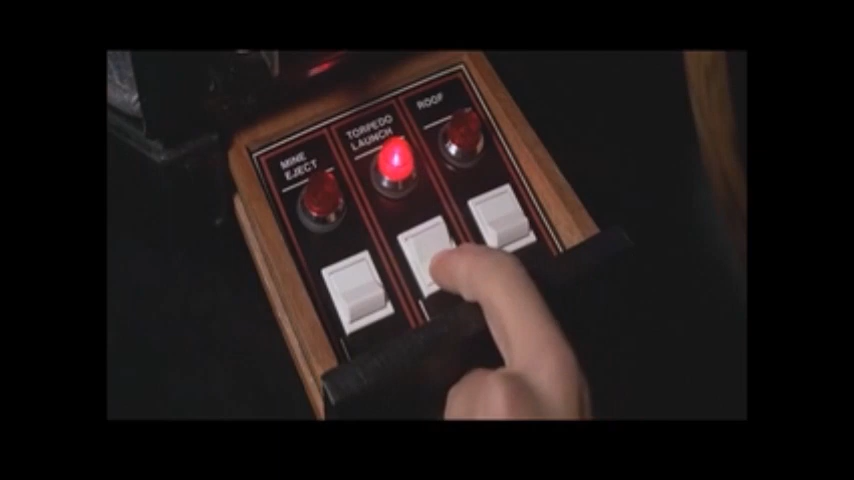 MINE
EJECT
TORPEDO
LAUNCH
ROOF